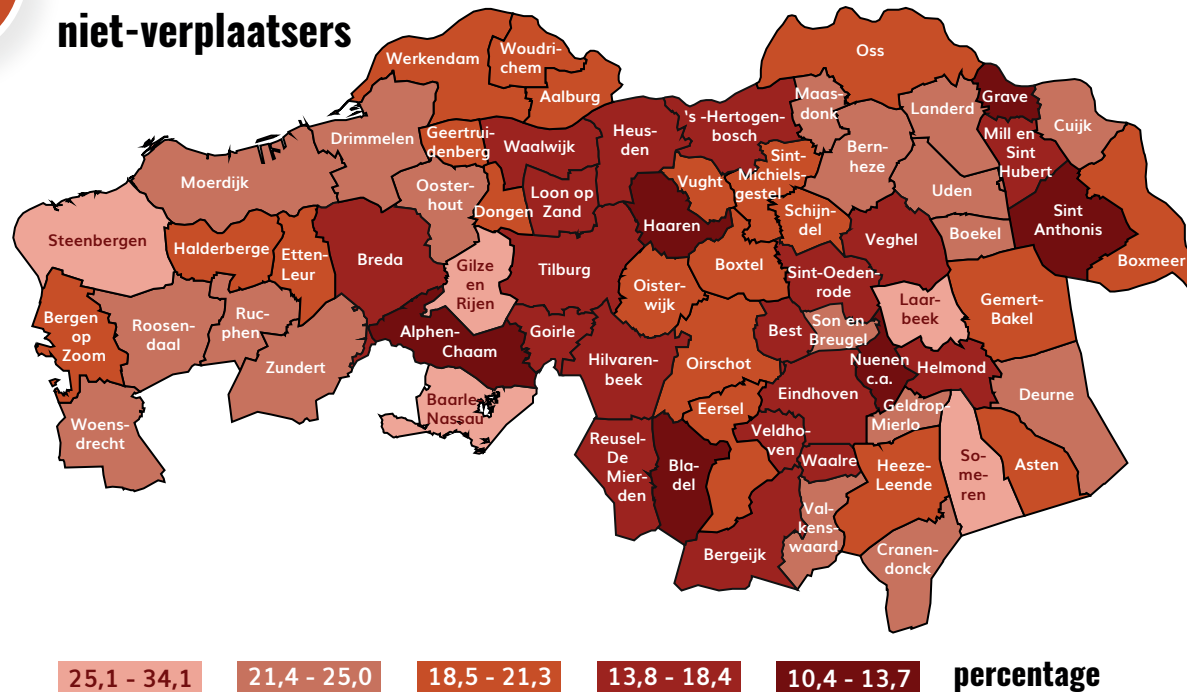 niet-verplaatsers
Werkendam
Woudri-
chem
Aalburg
Oss
Drimmelen
Geertrui-
denberg
Waalwijk
Heus-
den
's -Hertogen-
bosch
Maas-
donk
Landerd
Grave
Cuijk
Mill en
Sint
Hubert
Bern-
heze
Moerdijk
Ooster-
hout
Dongen
Loon op
Zand
Vught
Sint-
Michiels-
gestel
Uden
Haaren
Schijn-
del
Boekel
Sint
Anthonis
Steenbergen
Halderberge
Etten-
Leur
Breda
Gilze
en
Rijen
Tilburg
Boxtel
Veghel
Boxmeer
Oister-
wijk
Sint-Oeden-
rode
Laar-
beek
Gemert-
Bakel
Bergen
op
Zoom
Roosen-
daal
Ruc-
phen
Alphen-
Chaam
Goirle
Best
Son en
Breugel
Zundert
Hilvaren-
beek
Oirschot
Nuenen
c.a.
Helmond
Eindhoven
Deurne
Baarle-
Nassau
Eersel
Geldrop-
Mierlo
Woens-
drecht
Reusel-
De
Mier-
den
Bla-
del
Veldho-
ven
Waalre
Heeze-
Leende
So-
me-
ren
Asten
Val-
kens-
waard
Bergeijk
Cranen-
donck
25,1 - 34,1
21,4 - 25,0
18,5 - 21,3
13,8 - 18,4
10,4 - 13,7
percentage